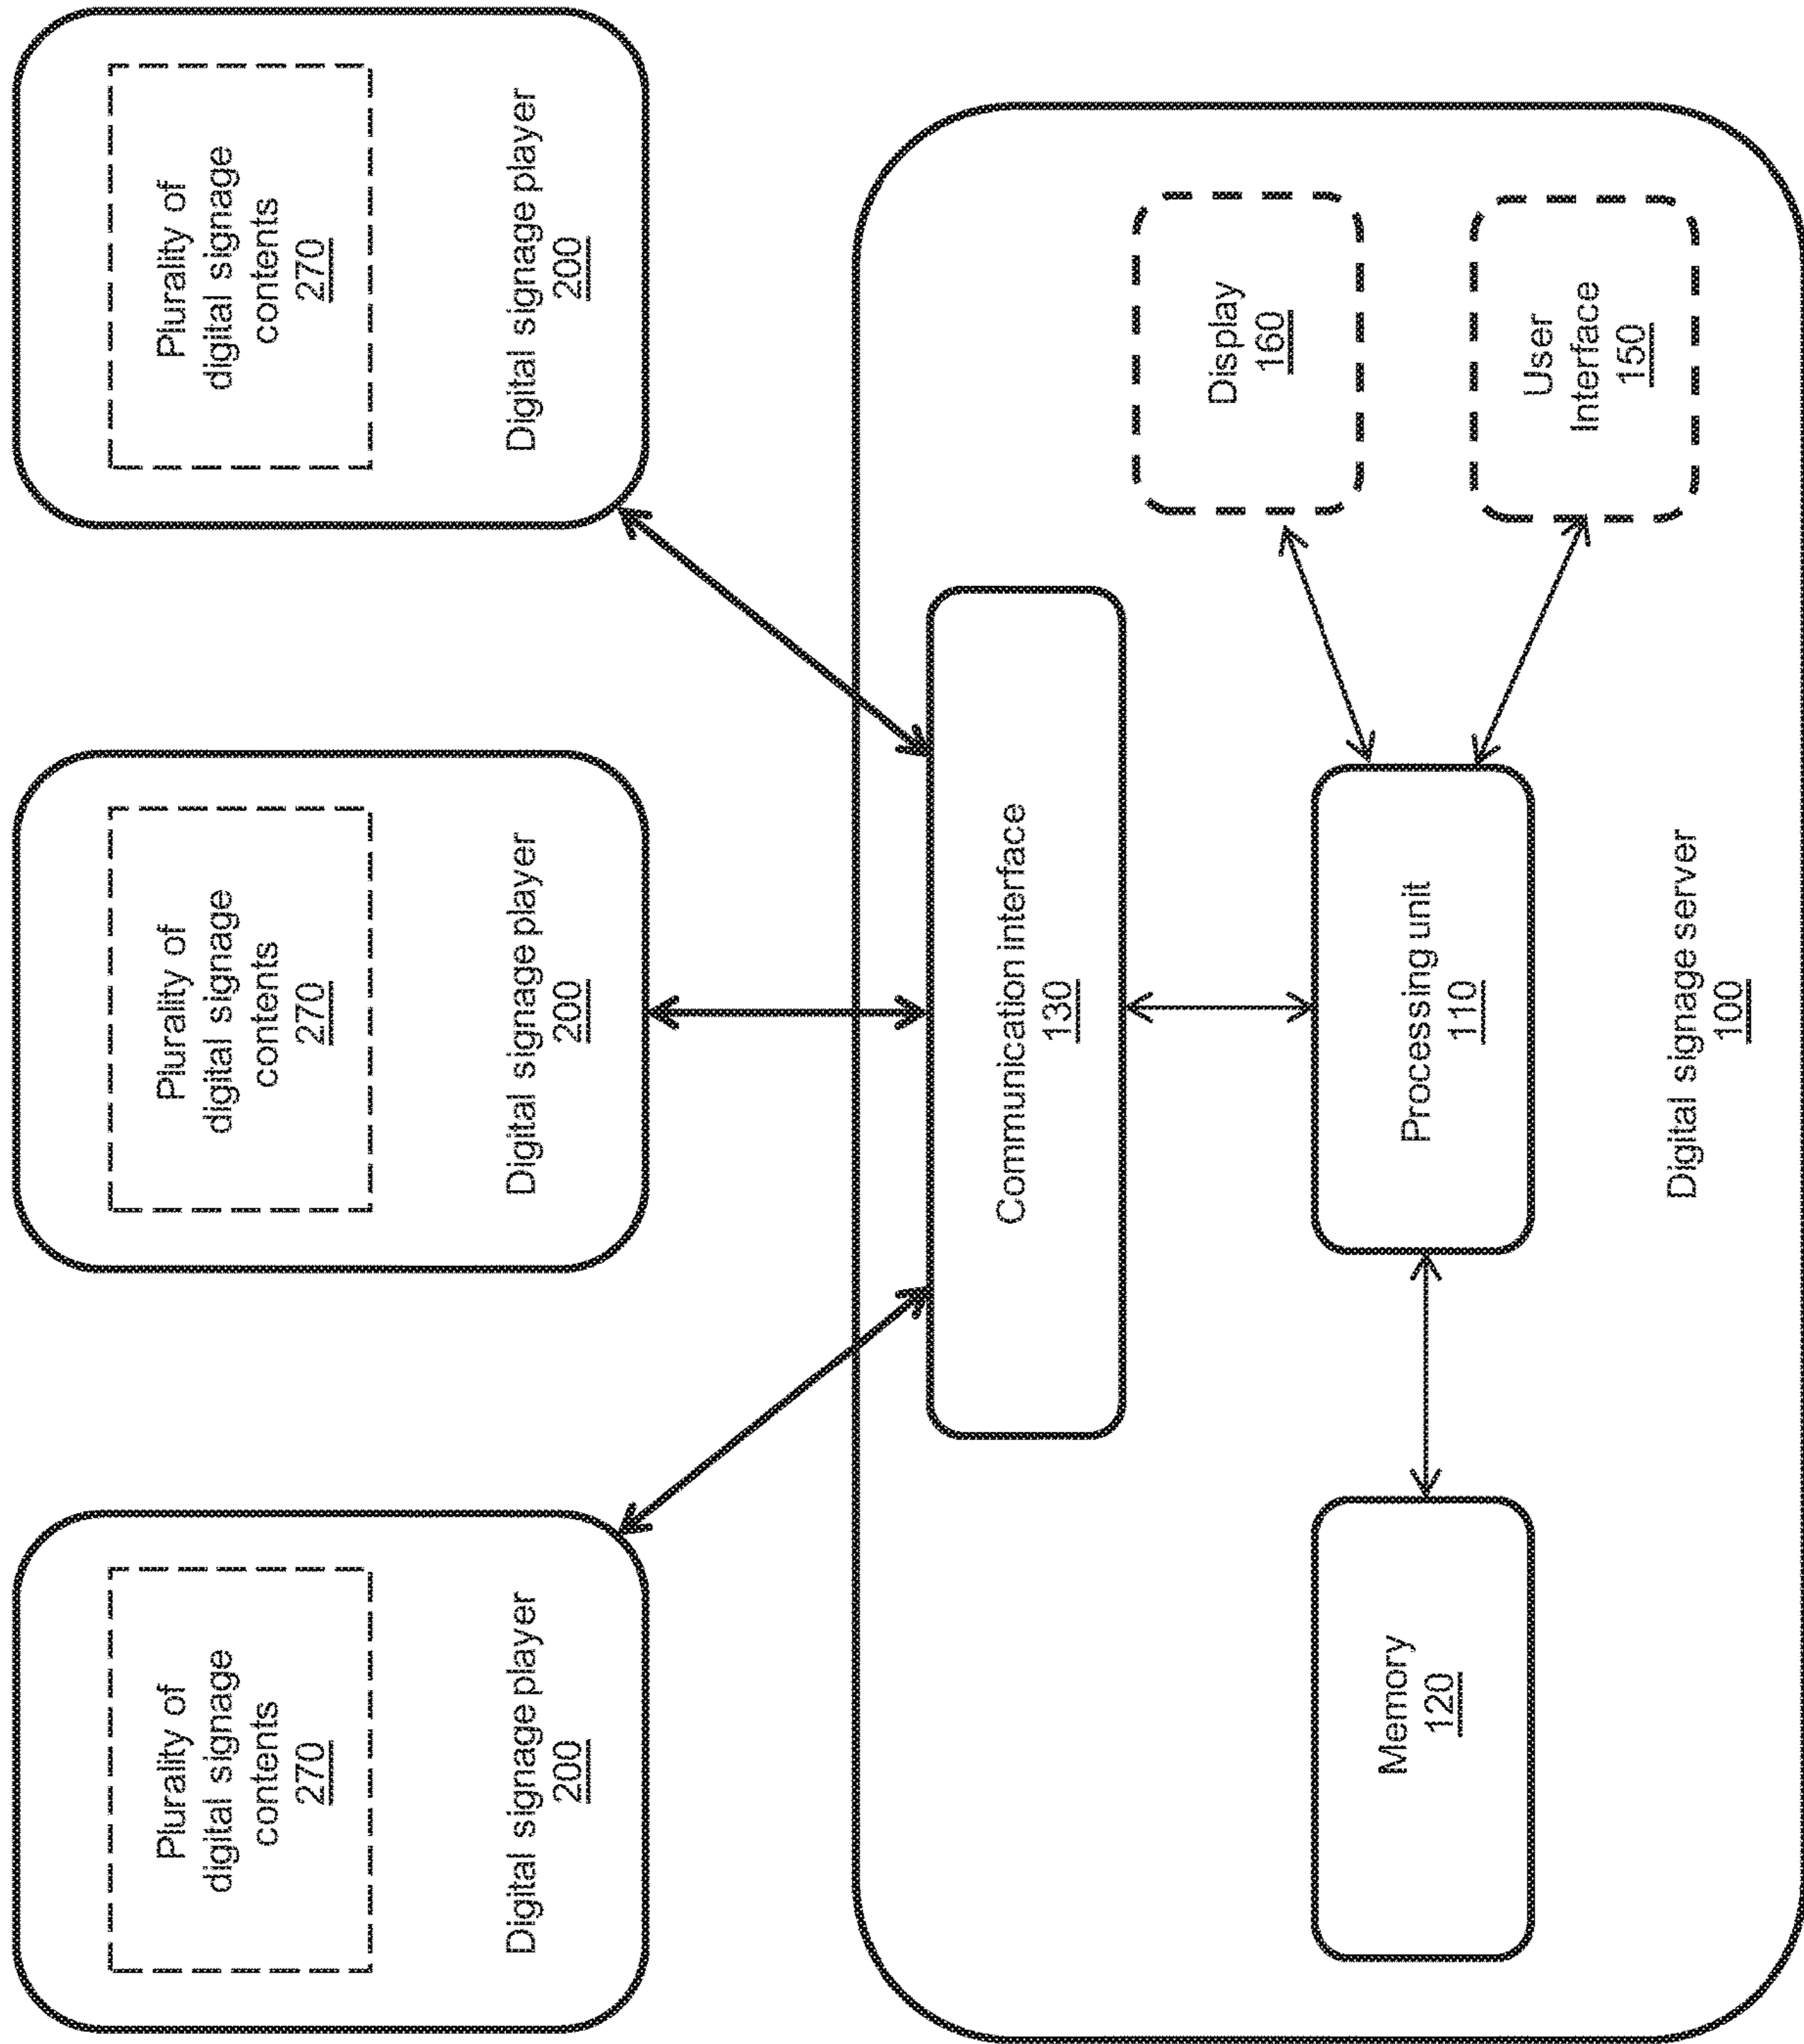 Plurality of
digital signage
contents
270
Digital signage player
200
Plurality of
digital signage
contents
270
Digital signage player
200
Plurality of
digital signage
contents
270
Digital signage player
200
Communication interface
130
Memory
120
Processing unit
110
Display
160
User
Interface
150
Digital signage server
100